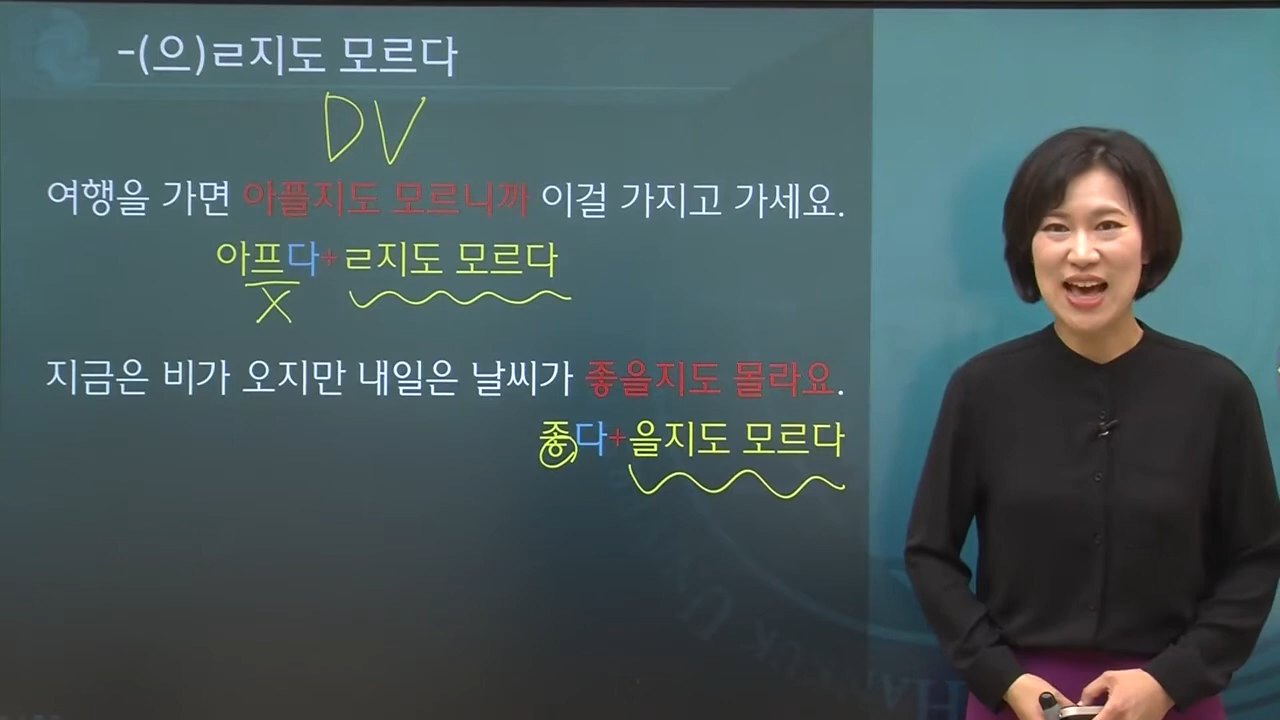 -(으)ㄹ지도 모르다
DV
여행을 가면 아플지도 모르니까 이걸 가지고 가세요.
아프다+ㄹ지도 모르다
X
지금은 비가 오지만 내일은 날씨가 좋을지도 몰라요.
좋다+을지도 모르다